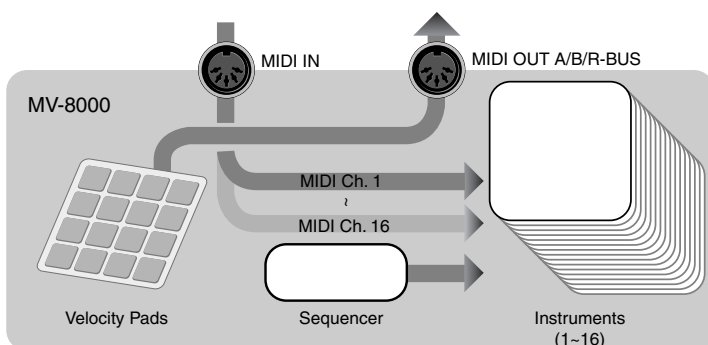 MIDI IN
MIDI OUT A/B/R-BUS
MV-8000
MIDI Ch. 1
~
MIDI Ch. 16
Velocity Pads
Sequencer
Instruments
(1~16)